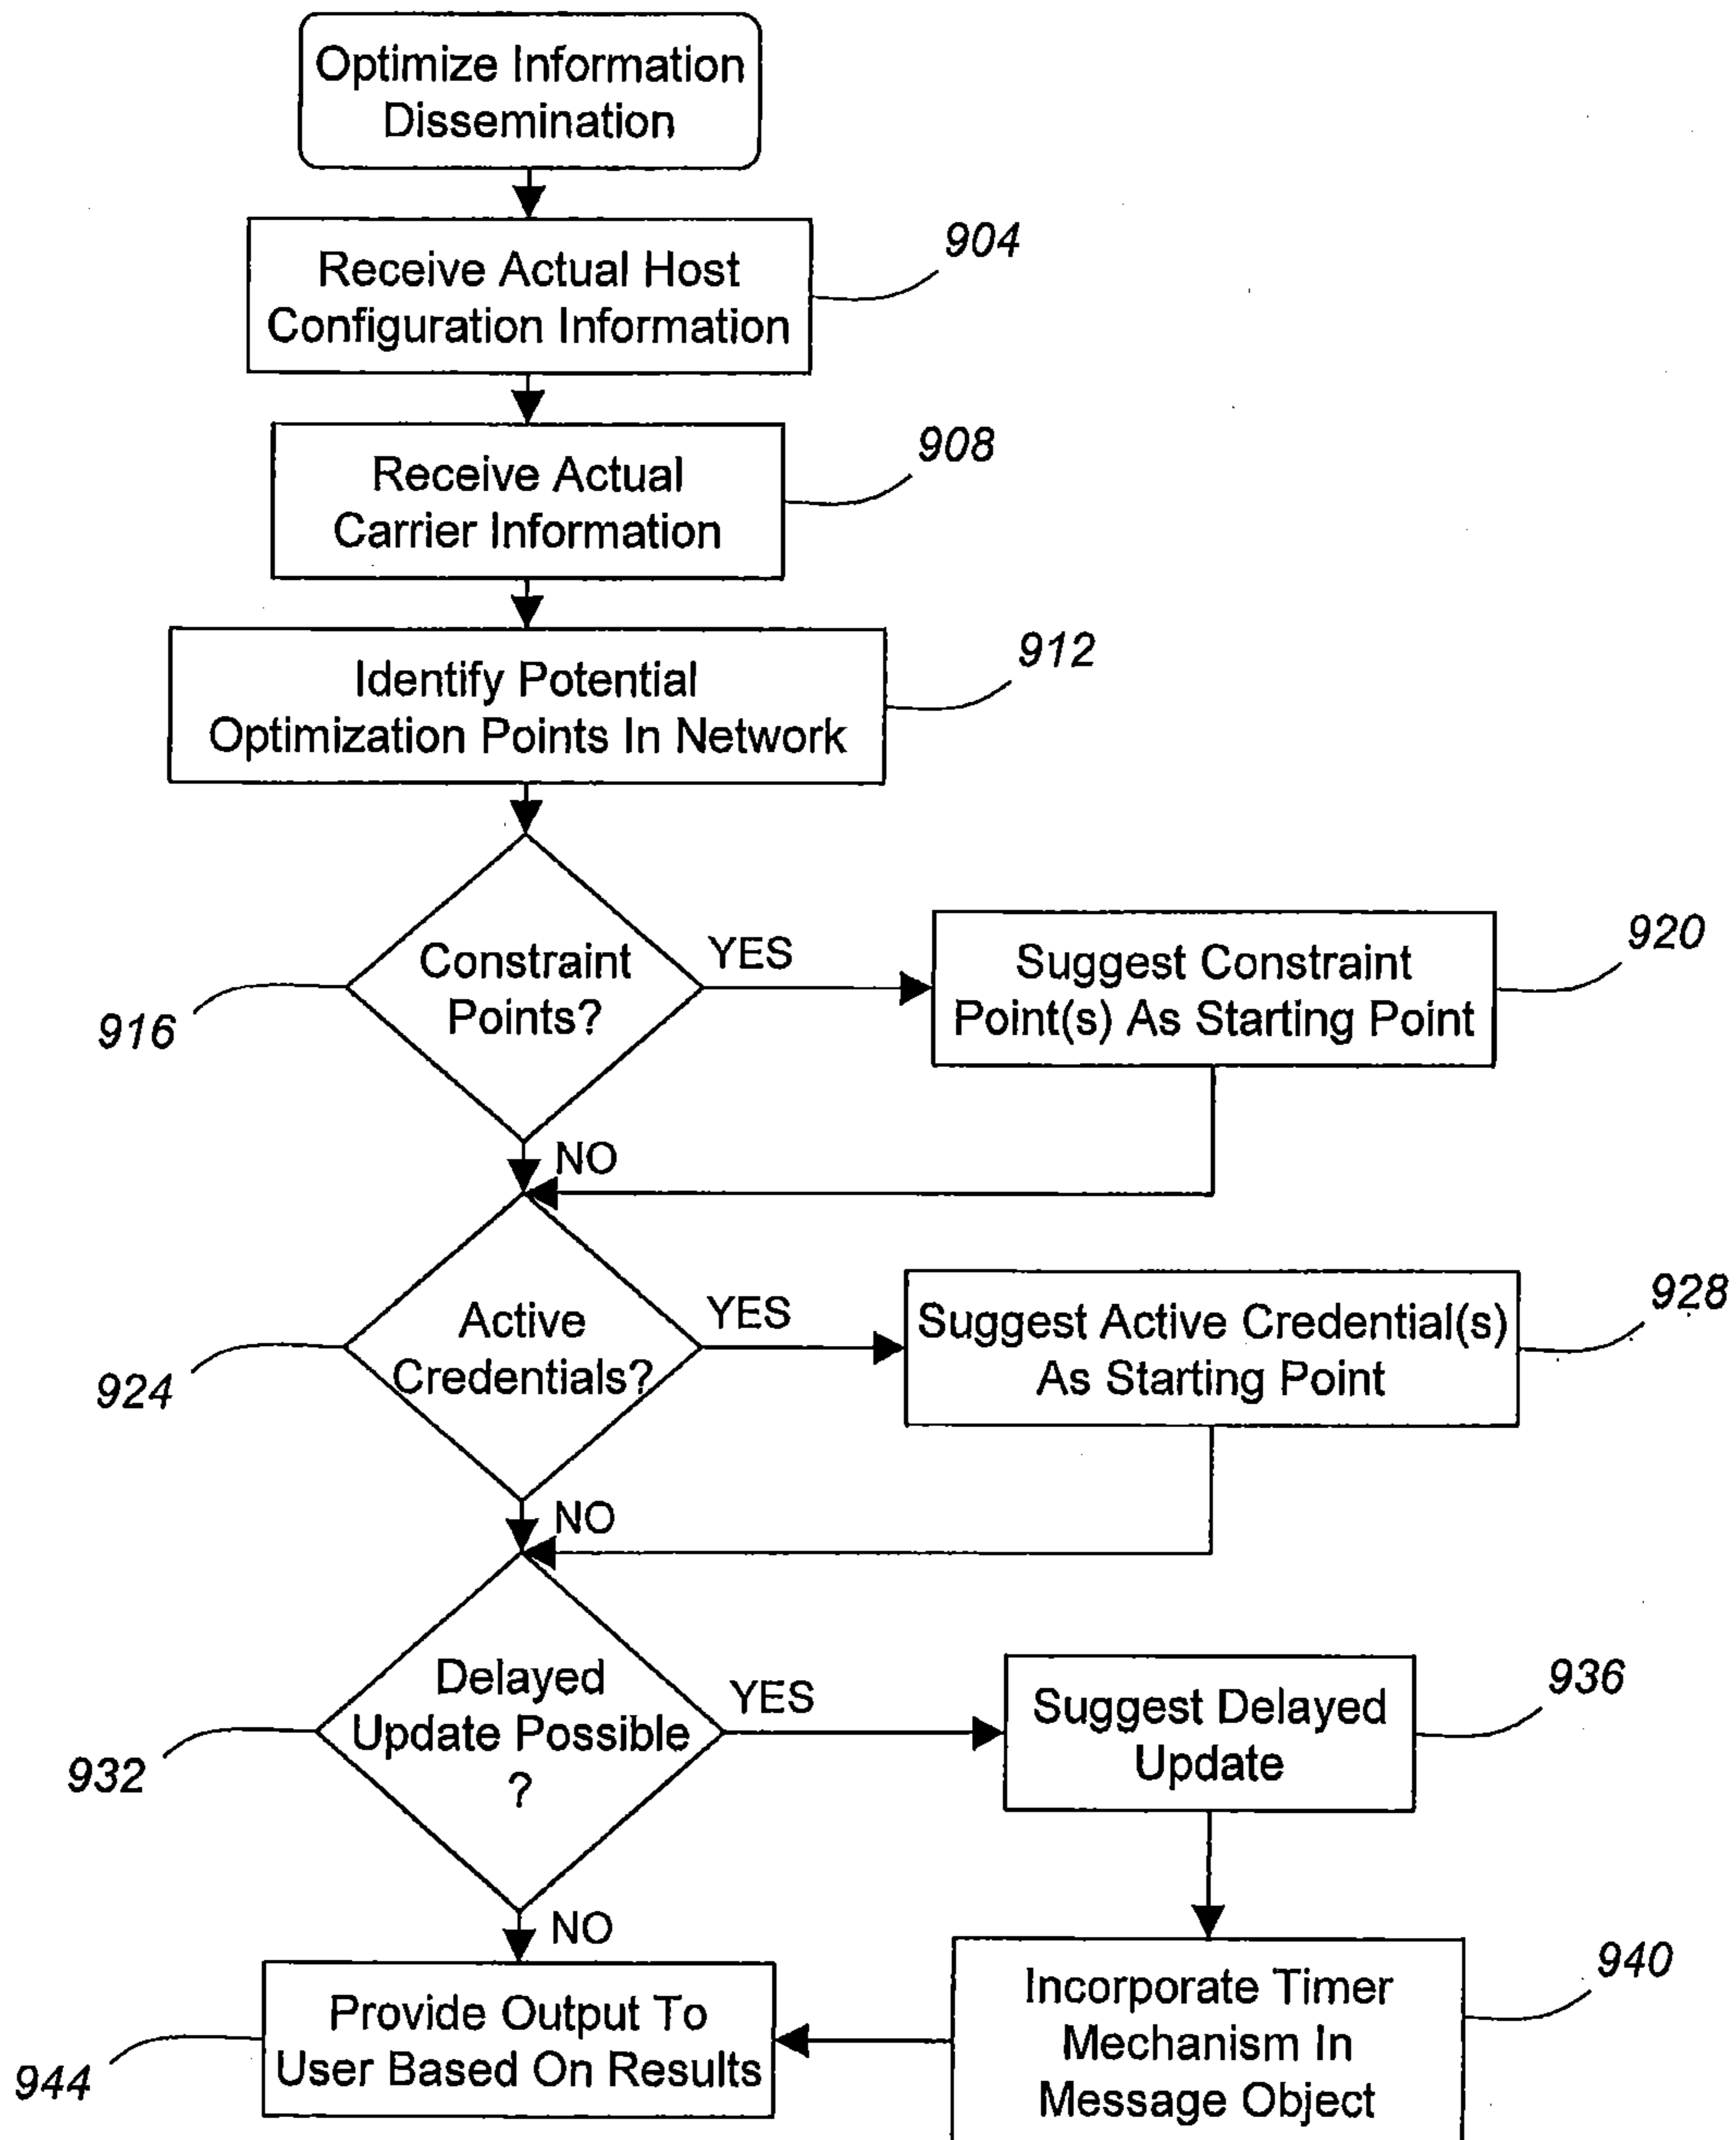 Optimize Information
Dissemination
Receive Actual Host
Configuration Information
904
Receive Actual
Carrier Information
908
Identify Potential
Optimization Points In Network
912
Constraint
Points?
916
YES
NO
Suggest Constraint
Point(s) As Starting Point
920
Active
Credentials?
924
YES
NO
Suggest Active Credential(s)
As Starting Point
928
Delayed
Update Possible
?
932
YES
NO
Suggest Delayed
Update
936
Incorporate Timer
Mechanism In
Message Object
940
Provide Output To
User Based On Results
944